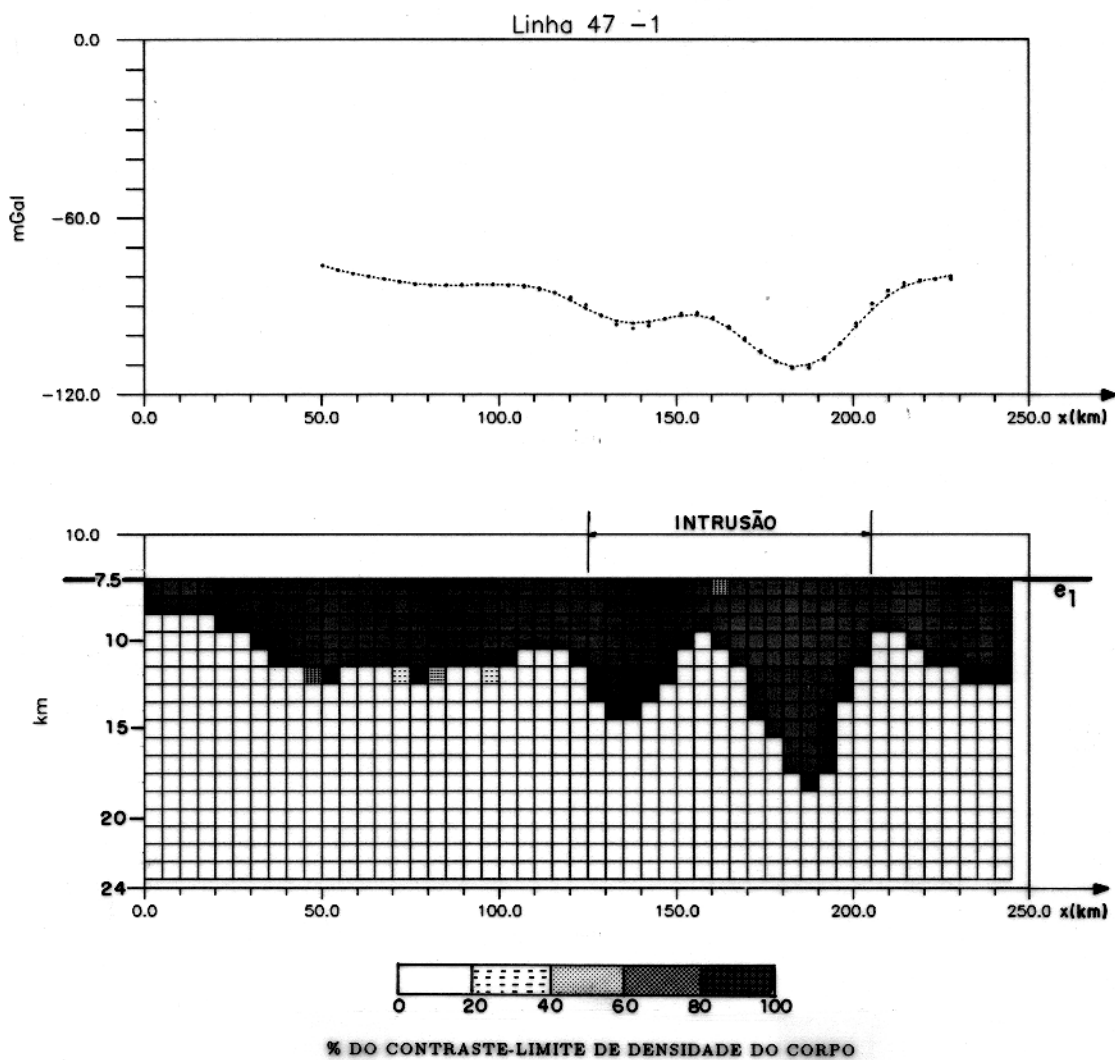 Linha 47 -1
0.0
mGal
-60.0
-120.0
0.0 50.0 100.0 150.0 200.0 250.0 x(km)
INTRUSÃO
10.0
7.5
e1
10
km
15
20
24
0.0 50.0 100.0 150.0 200.0 250.0 x(km)
0 20 40 60 80 100
% DO CONTRASTE-LIMITE DE DENSIDADE DO CORPO